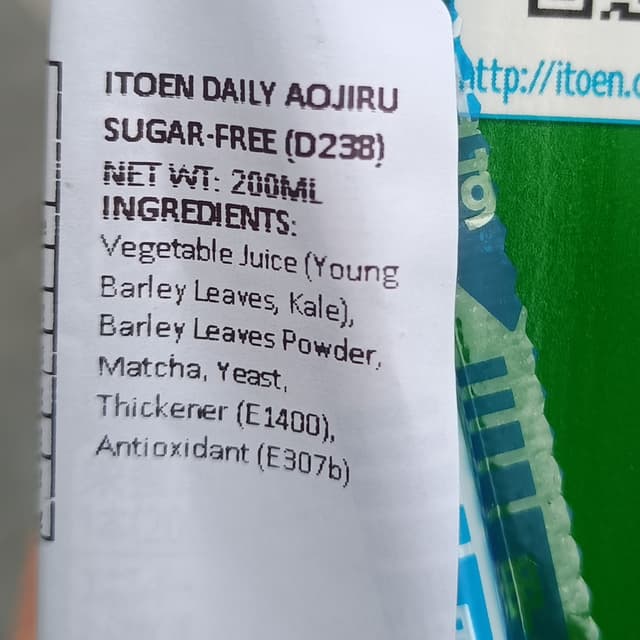 ITOEN DAILY AOJIRU
SUGAR-FREE (D238)
NET WT: 200ML
INGREDIENTS:
Vegetable Juice (Young
Barley Leaves, Kale),
Barley Leaves Powder,
Matcha, Yeast,
Thickener (E1400),
Antioxidant (E307b)
http://itoen.